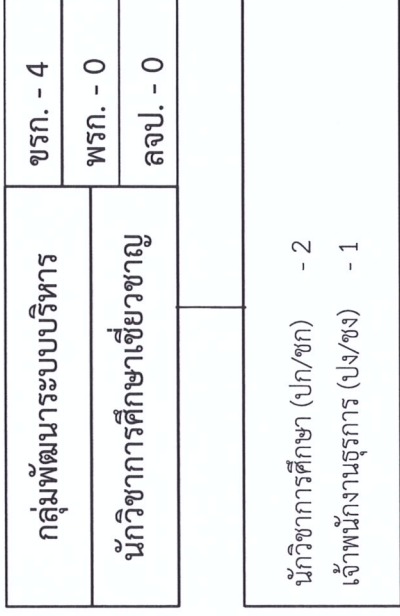 กลุ่มพัฒนาระบบบริหาร
นักวิชาการศึกษาเชี่ยวชาญ
ขรก. - 4
พรก. - 0
ลจป. - 0
นักวิชาการศึกษา (ปก/ชก) - 2
เจ้าพนักงานธุรการ (ปง/ชง) - 1